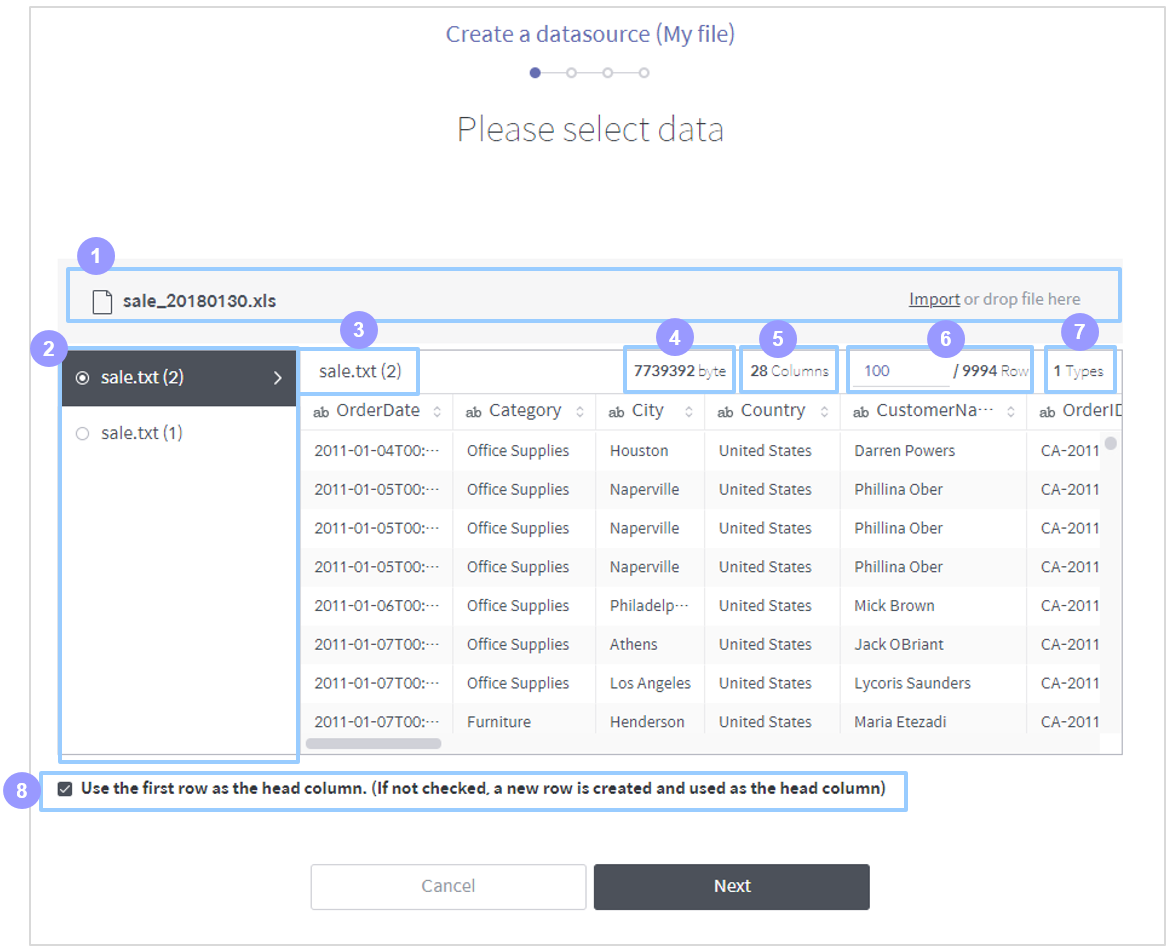 Create a datasource (My file)
Please select data
1
sale_20180130.xls
Import or drop file here
2
3
4
5
6
7
sale.txt (2)
sale.txt (1)
sale.txt (2)
7739392 byte
28 Columns
100 / 9994 Row
1 Types
ab OrderDate ab Category ab City ab Country ab CustomerNa··· ab OrderID
2011-01-04T00:··· Office Supplies Houston United States Darren Powers CA-2011
2011-01-05T00:··· Office Supplies Naperville United States Phillina Ober CA-2011
2011-01-05T00:··· Office Supplies Naperville United States Phillina Ober CA-2011
2011-01-05T00:··· Office Supplies Naperville United States Phillina Ober CA-2011
2011-01-06T00:··· Office Supplies Philadelp··· United States Mick Brown CA-2011
2011-01-07T00:··· Office Supplies Athens United States Jack OBriant CA-2011
2011-01-07T00:··· Office Supplies Los Angeles United States Lycoris Saunders CA-2011
2011-01-07T00:··· Furniture Henderson United States Maria Etezadi CA-2011
8
Use the first row as the head column. (If not checked, a new row is created and used as the head column)
Cancel
Next